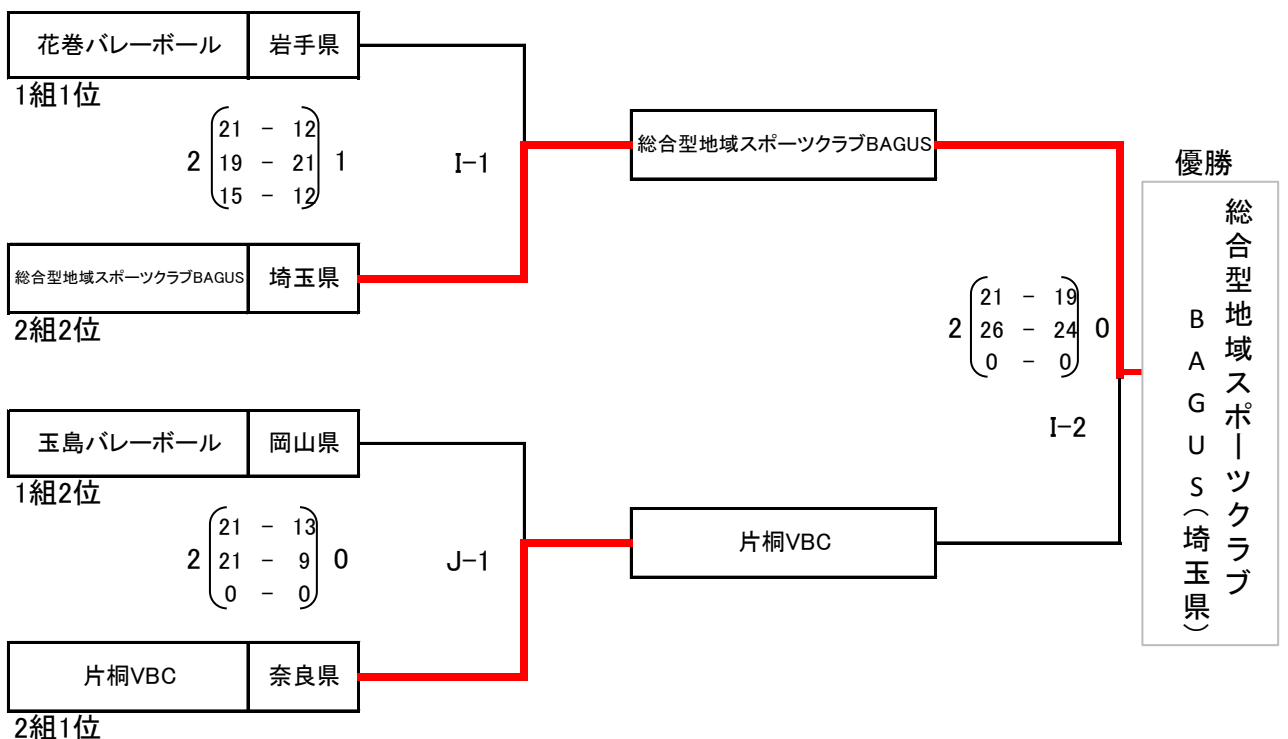 花巻バレーボール 岩手県
1組1位
21 - 12
2 19 - 21 1
15 - 12
I-1
総合型地域スポーツクラブBAGUS 埼玉県
2組2位
玉島バレーボール 岡山県
1組2位
21 - 13
2 21 - 9 0
0 - 0
J-1
片桐VBC 奈良県
2組1位
総合型地域スポーツクラブBAGUS
片桐VBC
21 - 19
2 26 - 24 0
0 - 0
I-2
優勝
総合型地域スポーツクラブ
BAGUS(埼玉県)